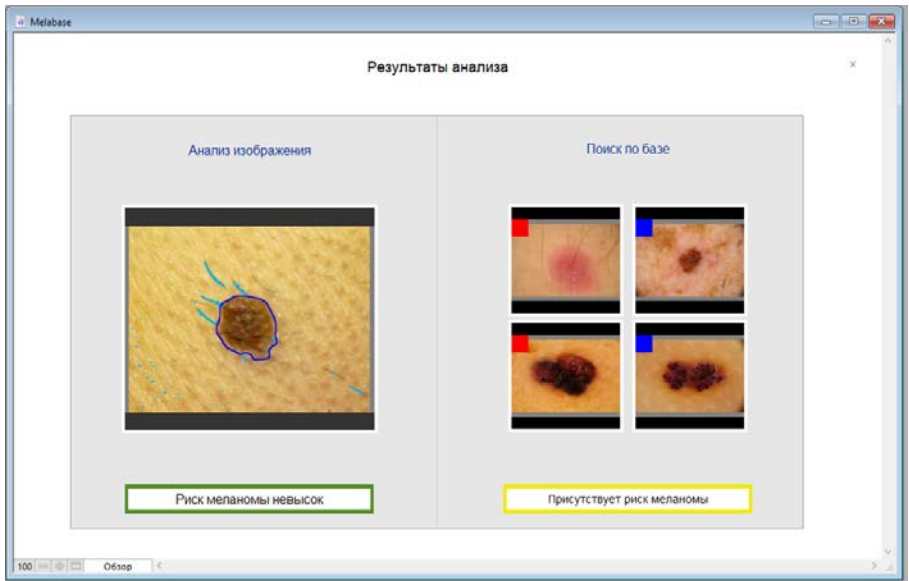 Melabase
Результаты анализа
x
Анализ изображения
Поиск по базе
Риск меланомы невысок
Присутствует риск меланомы
100
Обзор